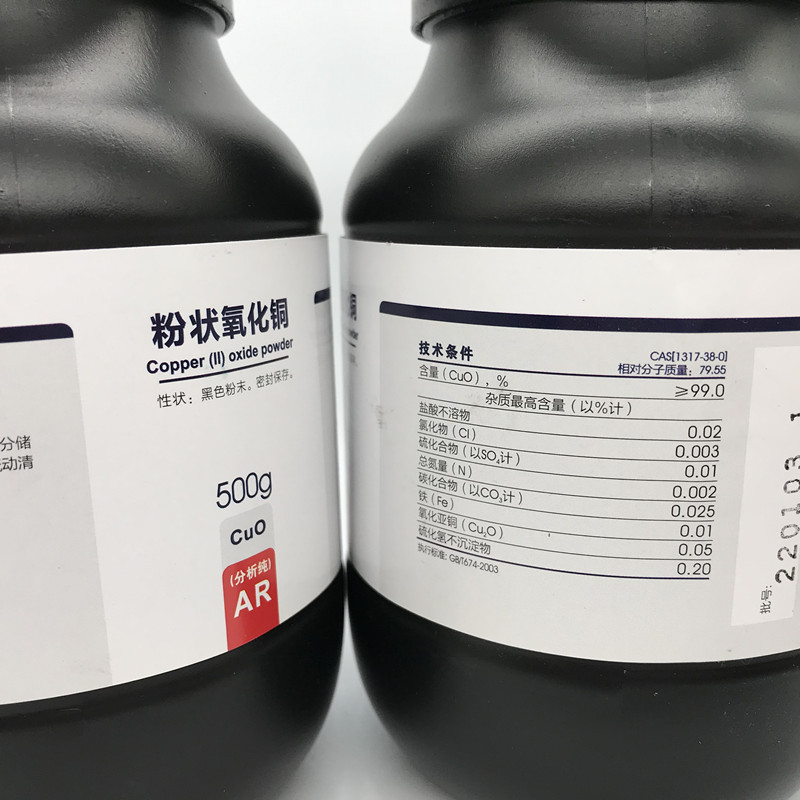 粉状氧化铜
Copper (II) oxide powder
性状：黑色粉末。密封保存。
分储
动清
500g
CuO
(分析纯)
AR
技术条件
CAS[1317-38-0]
相对分子质量：79.55
含量（CuO），% ≥99.0
杂质最高含量（以%计）
盐酸不溶物 0.02
氯化物（Cl） 0.003
硫化合物（以SO₄计） 0.01
总氮量（N） 0.002
碳化合物（以CO₃计） 0.025
铁（Fe） 0.01
氧化亚铜（Cu₂O） 0.05
硫化氢不沉淀物 0.20
执行标准：GB/T674-2003
批号：220103 1